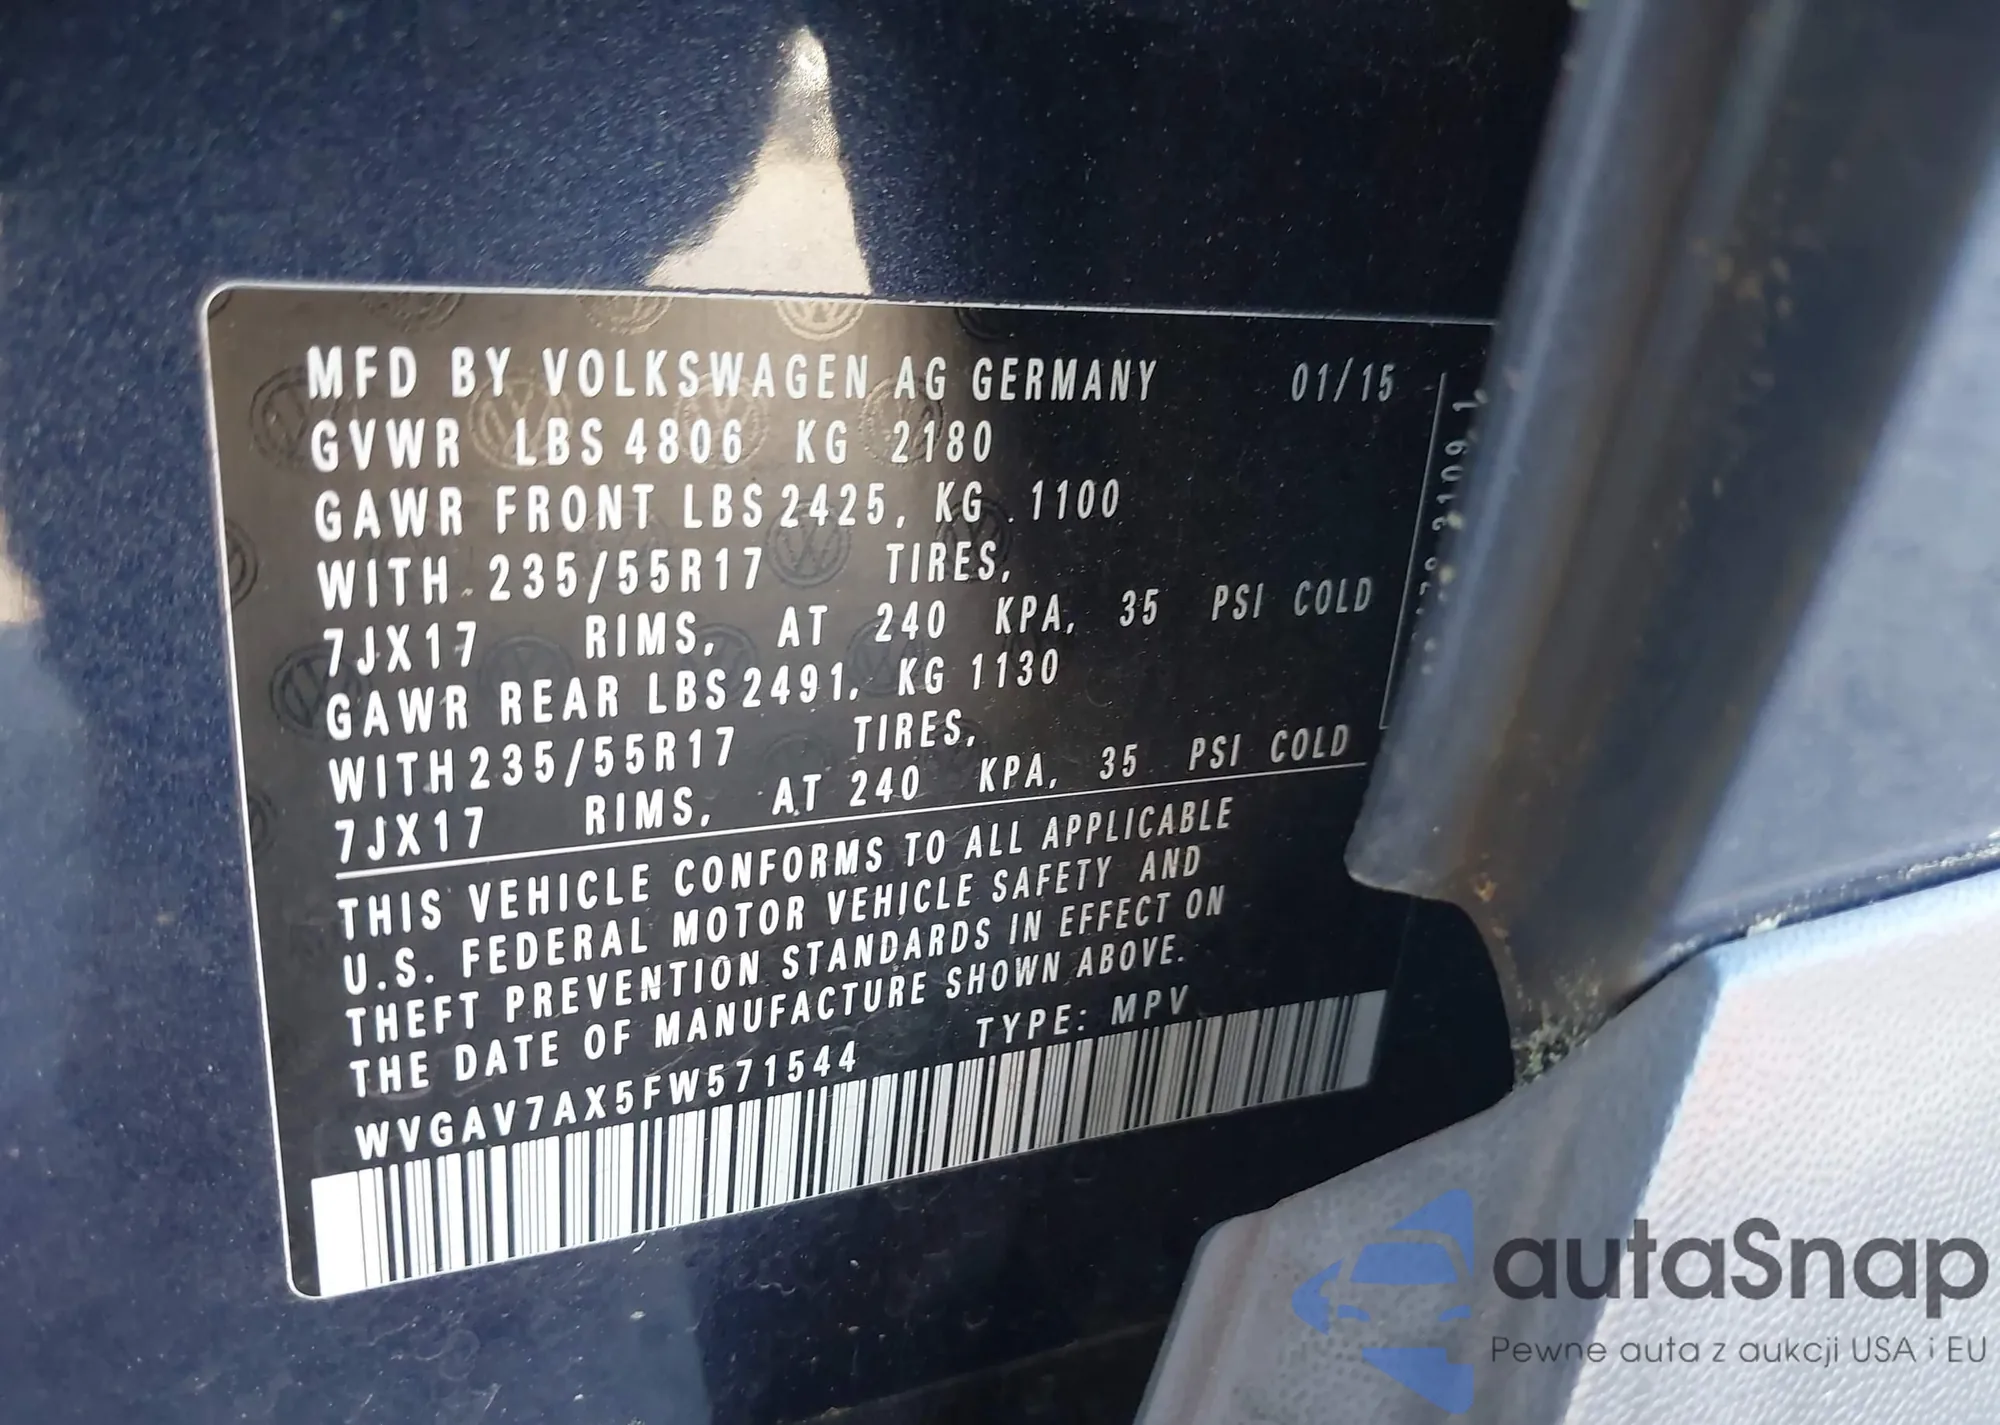 MFD BY VOLKSWAGEN AG GERMANY 01/15
GVWR LBS 4806 KG 2180
GAWR FRONT LBS 2425, KG 1100
WITH 235/55R17 TIRES,
7JX17 RIMS, AT 240 KPA, 35 PSI COLD
GAWR REAR LBS 2491, KG 1130
WITH 235/55R17 TIRES,
7JX17 RIMS, AT 240 KPA, 35 PSI COLD
THIS VEHICLE CONFORMS TO ALL APPLICABLE
U.S. FEDERAL MOTOR VEHICLE SAFETY AND
THEFT PREVENTION STANDARDS IN EFFECT ON
THE DATE OF MANUFACTURE SHOWN ABOVE.
WVGAV7AX5FW571544 TYPE: MPV
autaSnap
Pewne auta z aukcji USA i EU